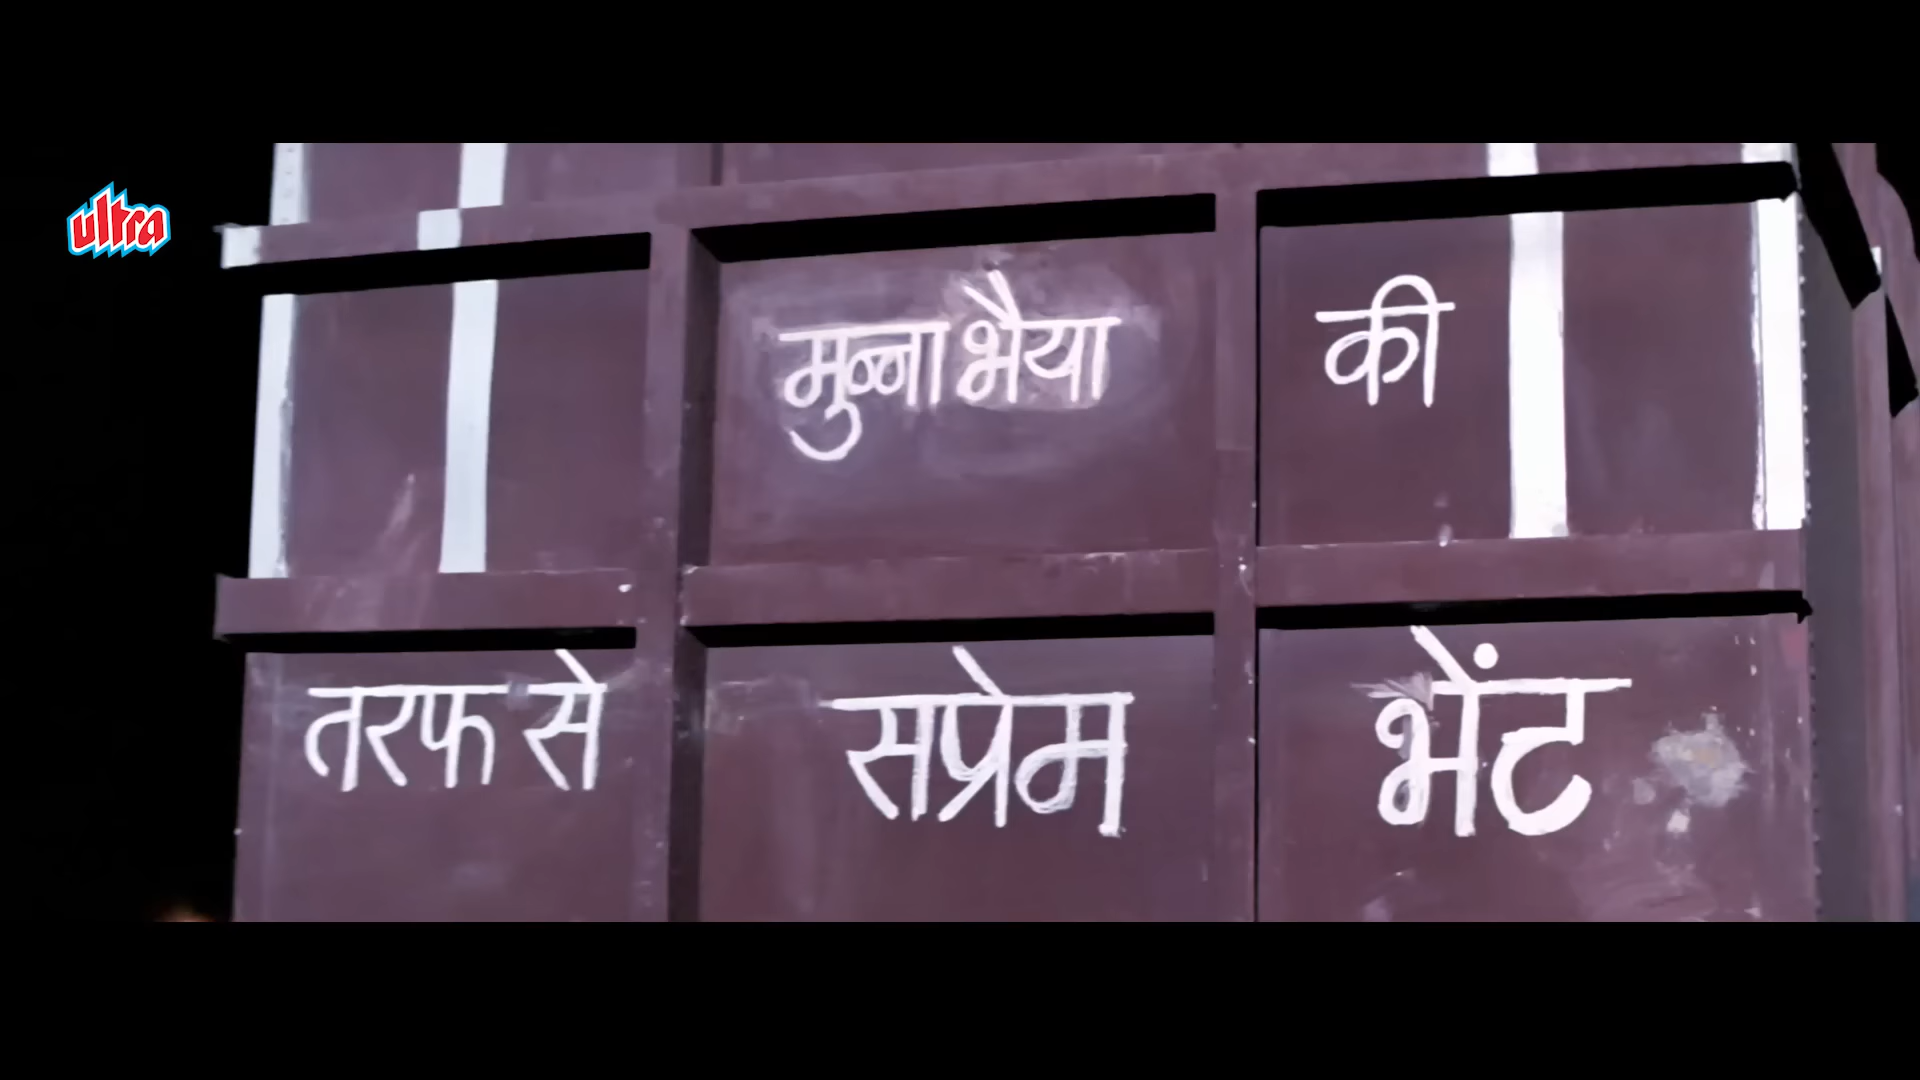 ultra
मुन्ना भैया की
तरफ से सप्रेम भेंट